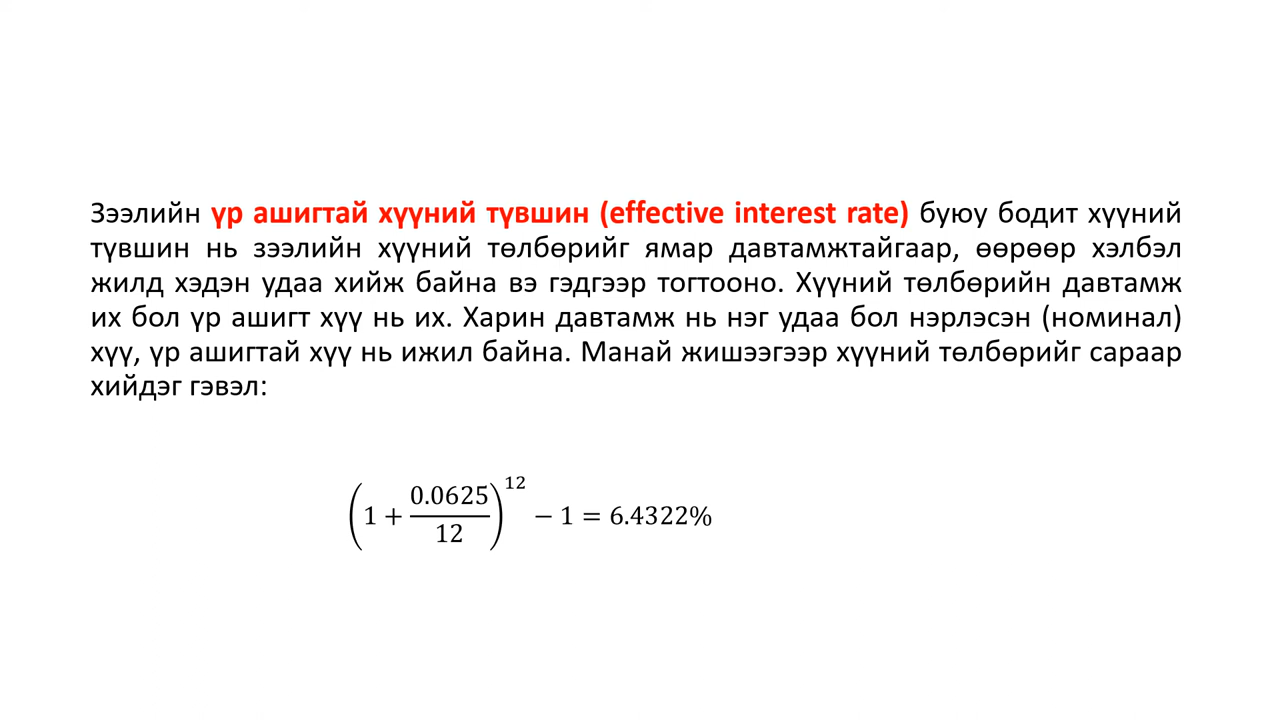 Зээлийн үр ашигтай хүүний түвшин (effective interest rate) буюу бодит хүүний
түвшин нь зээлийн хүүний төлбөрийг ямар давтамжтайгаар, өөрөөр хэлбэл
жилд хэдэн удаа хийж байна вэ гэдгээр тогтооно. Хүүний төлбөрийн давтамж
их бол үр ашигт хүү нь их. Харин давтамж нь нэг удаа бол нэрлэсэн (номинал)
хүү, үр ашигтай хүү нь ижил байна. Манай жишээгээр хүүний төлбөрийг сараар
хийдэг гэвэл:
(1 + 0.0625/12)^12 − 1 = 6.4322%